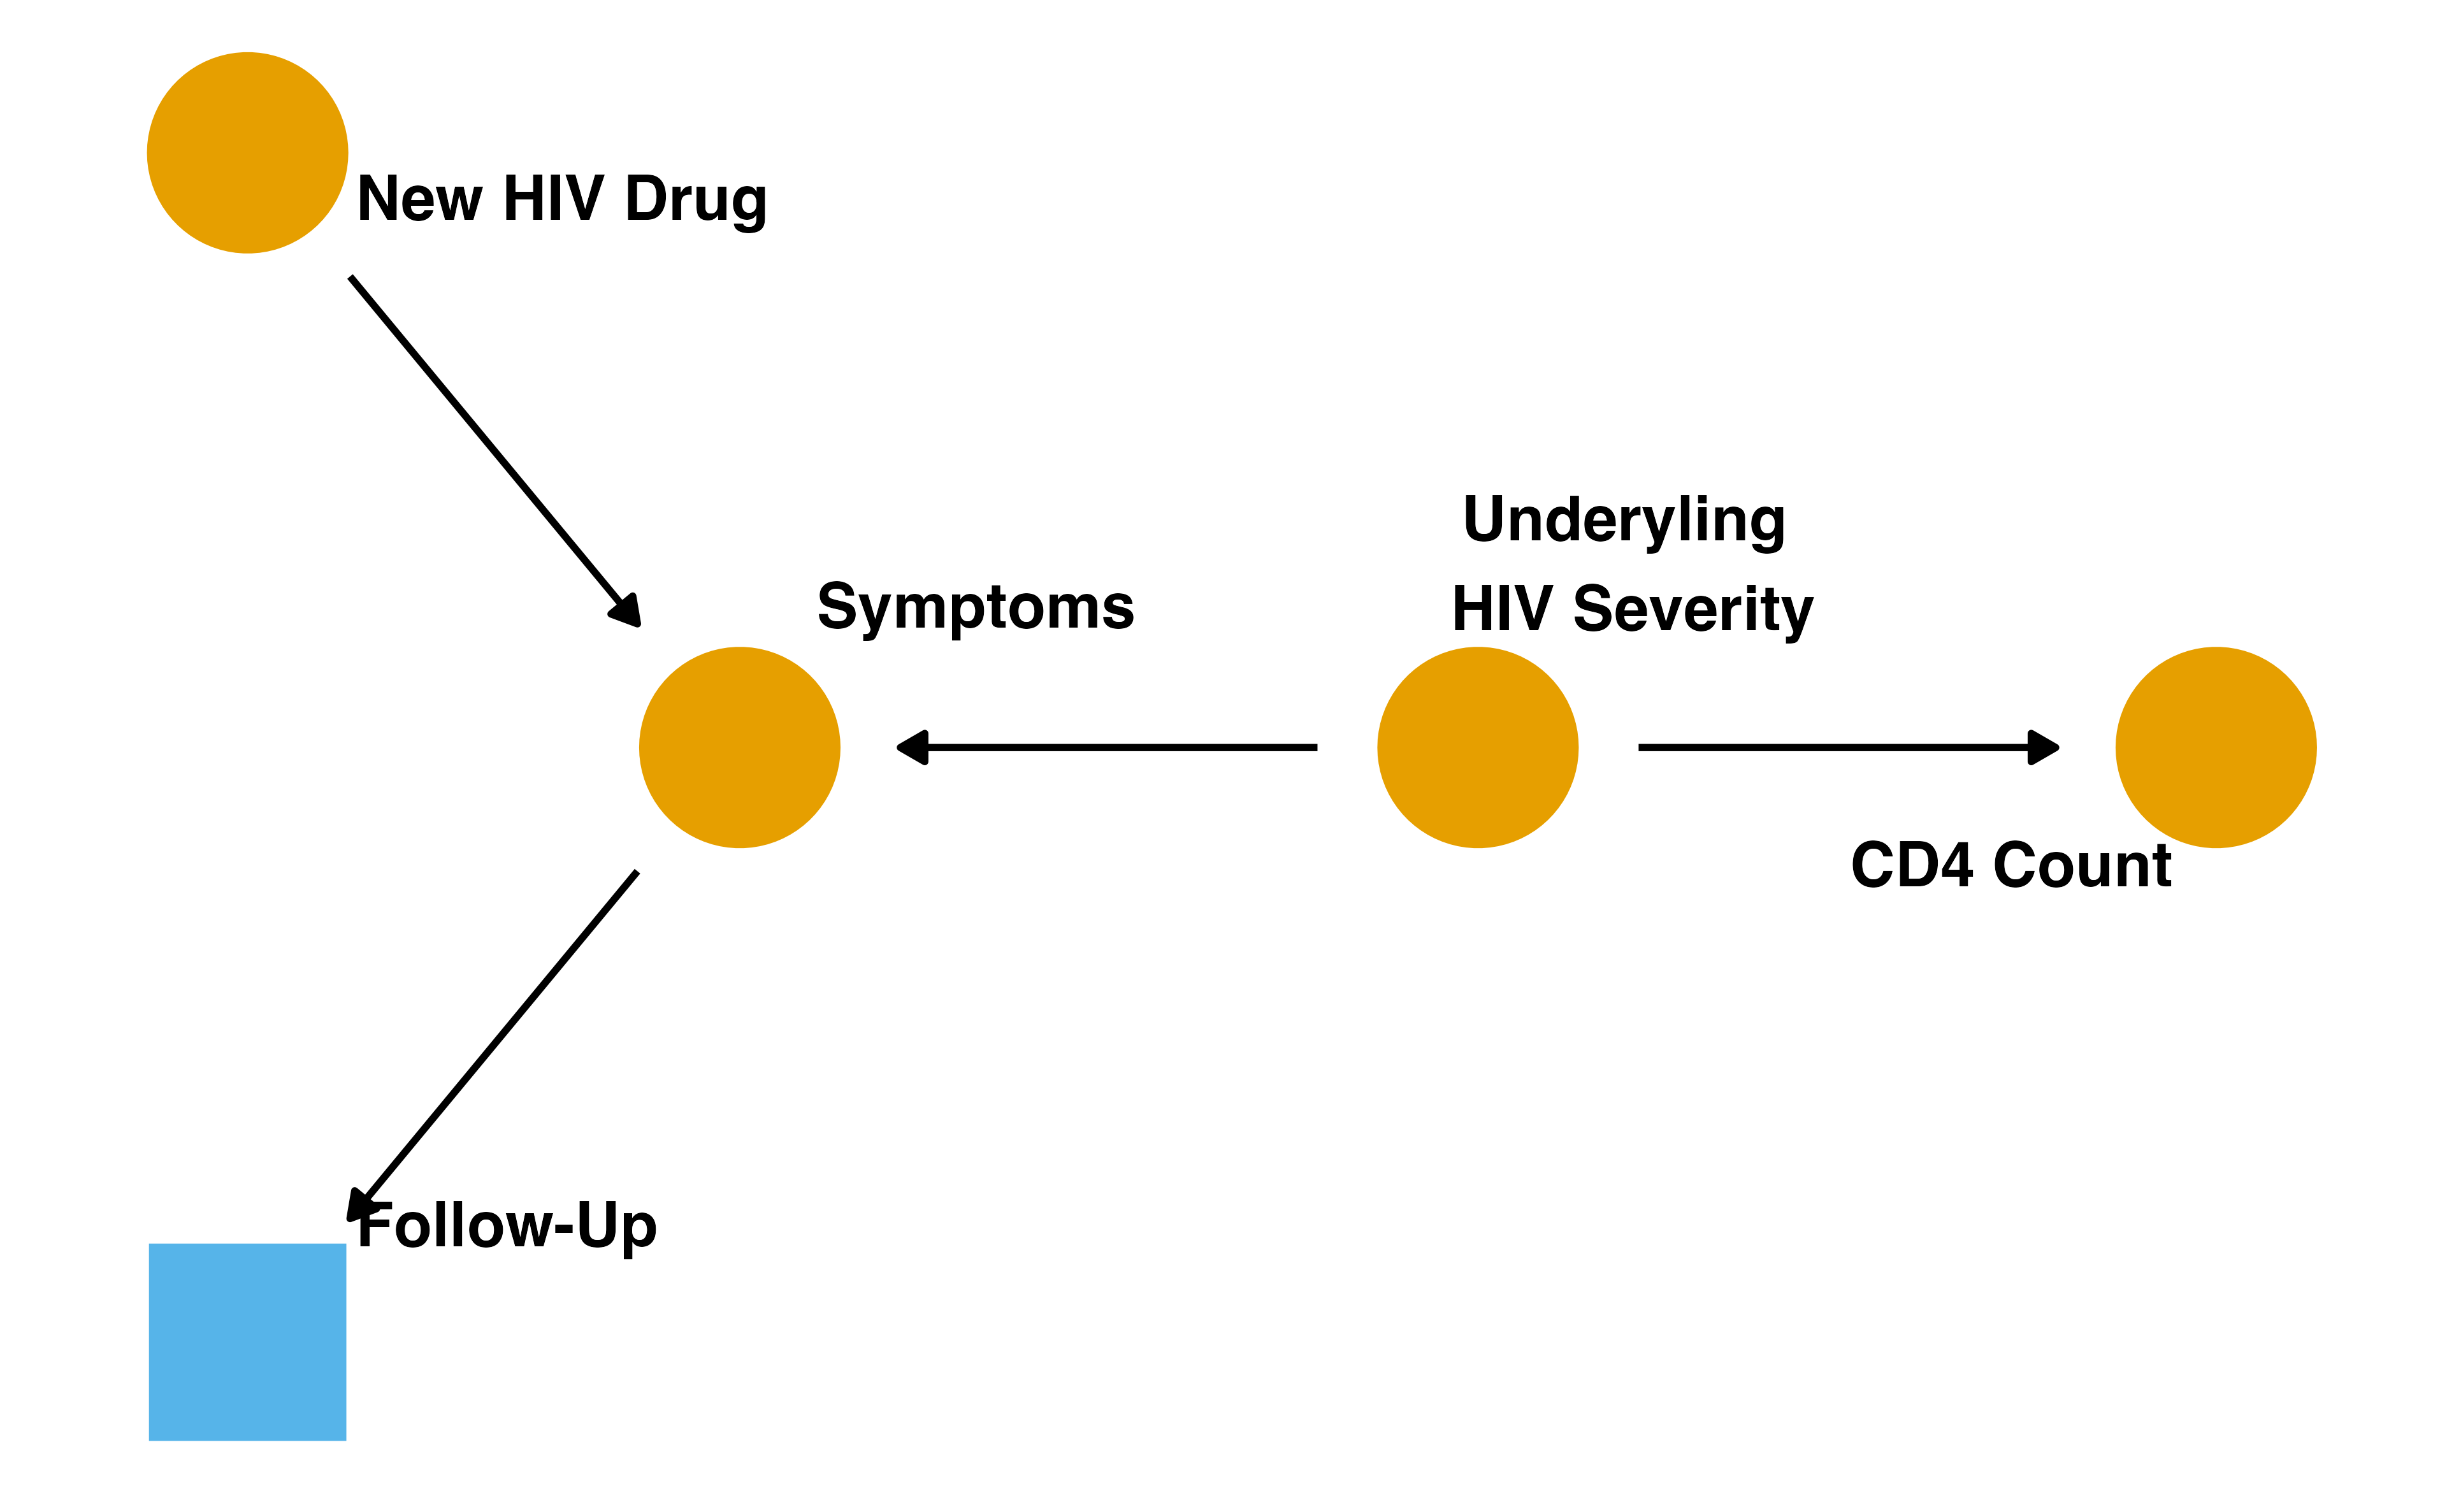 New HIV Drug
Underyling
HIV Severity
Symptoms
CD4 Count
Follow-Up